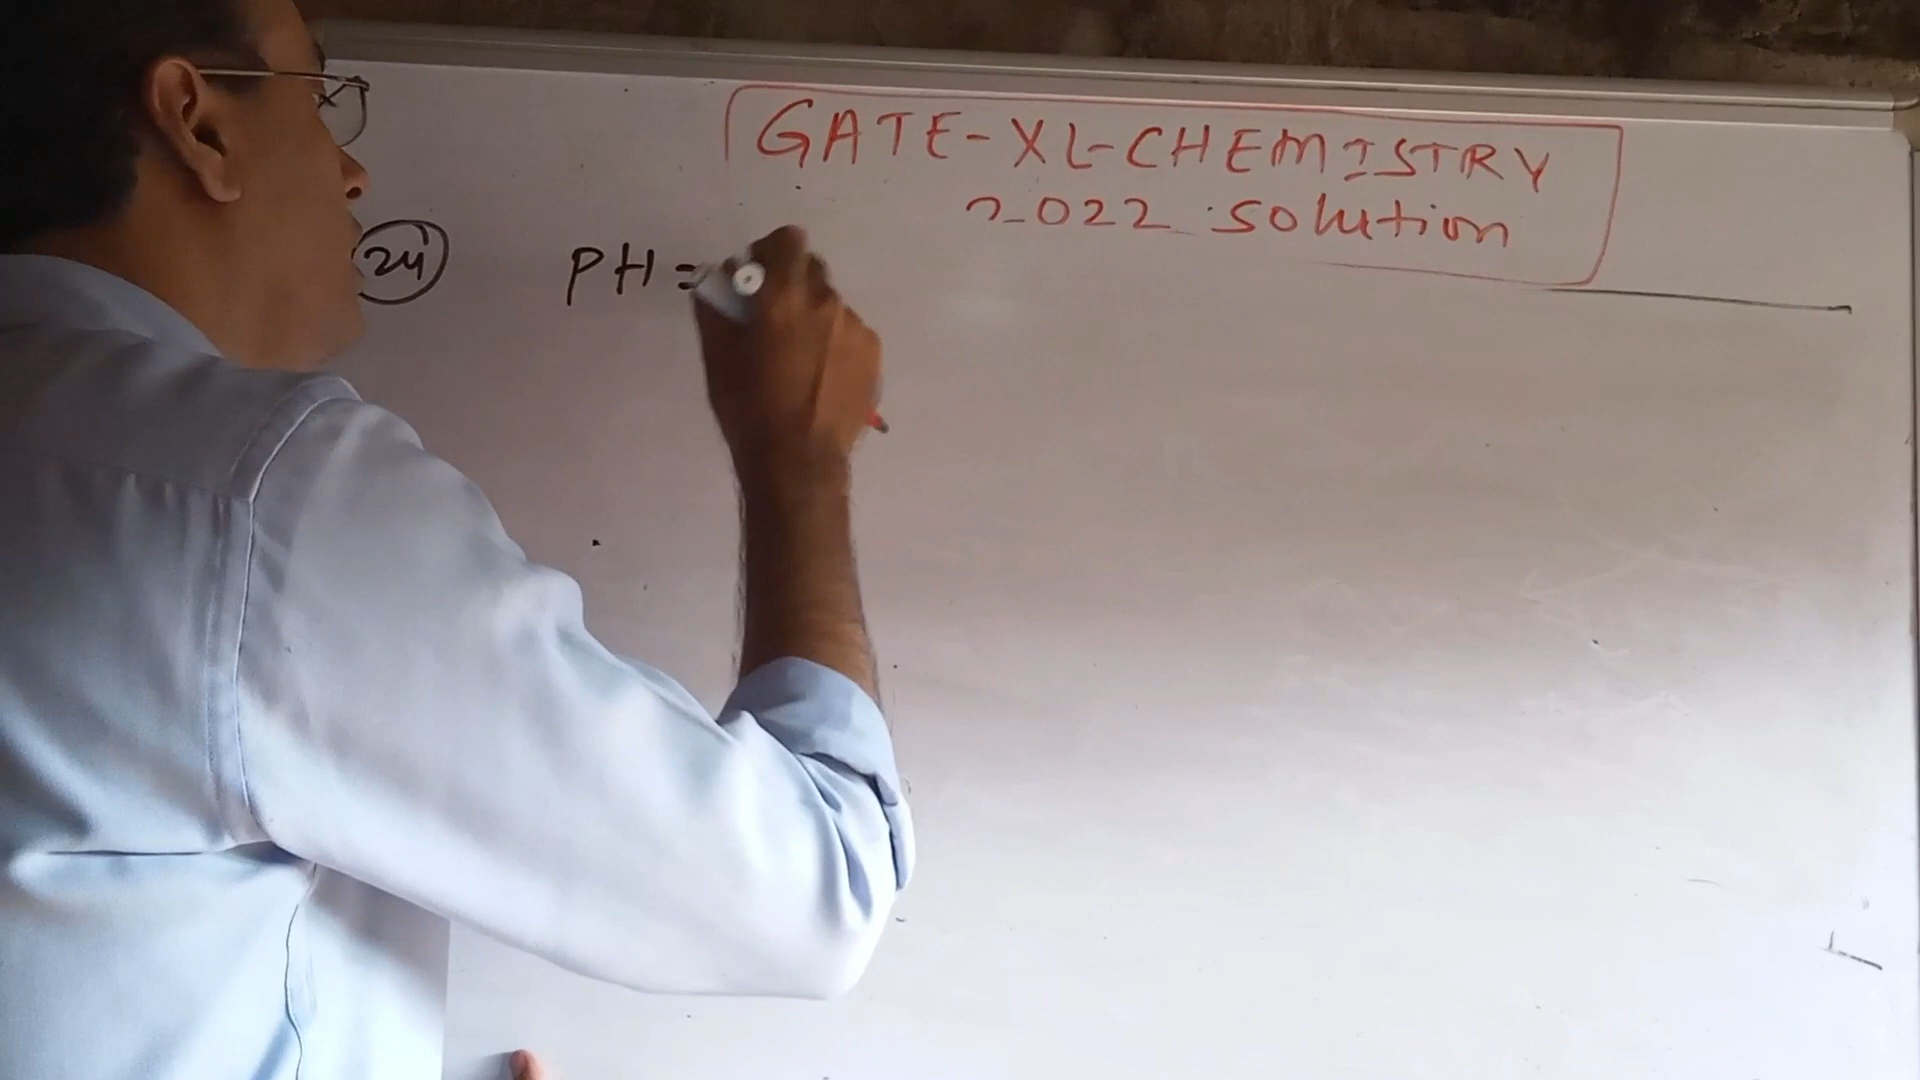 GATE-XL-CHEMISTRY
2022 Solution
24 PH =